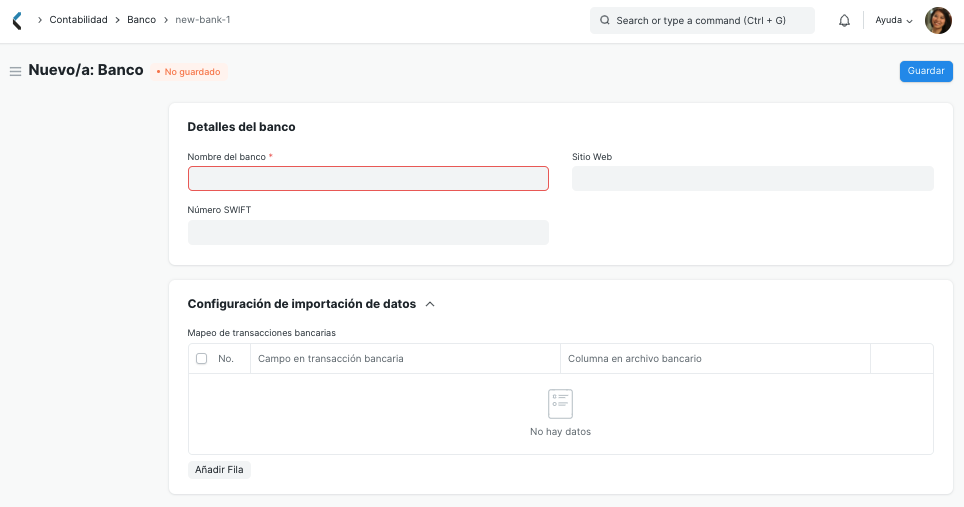 Contabilidad Banco new-bank-1
Search or type a command (Ctrl + G)
Ayuda
Nuevo/a: Banco
No guardado
Guardar
Detalles del banco
Nombre del banco *
Sitio Web
Número SWIFT
Configuración de importación de datos
Mapeo de transacciones bancarias
No. Campo en transacción bancaria Columna en archivo bancario
No hay datos
Añadir Fila